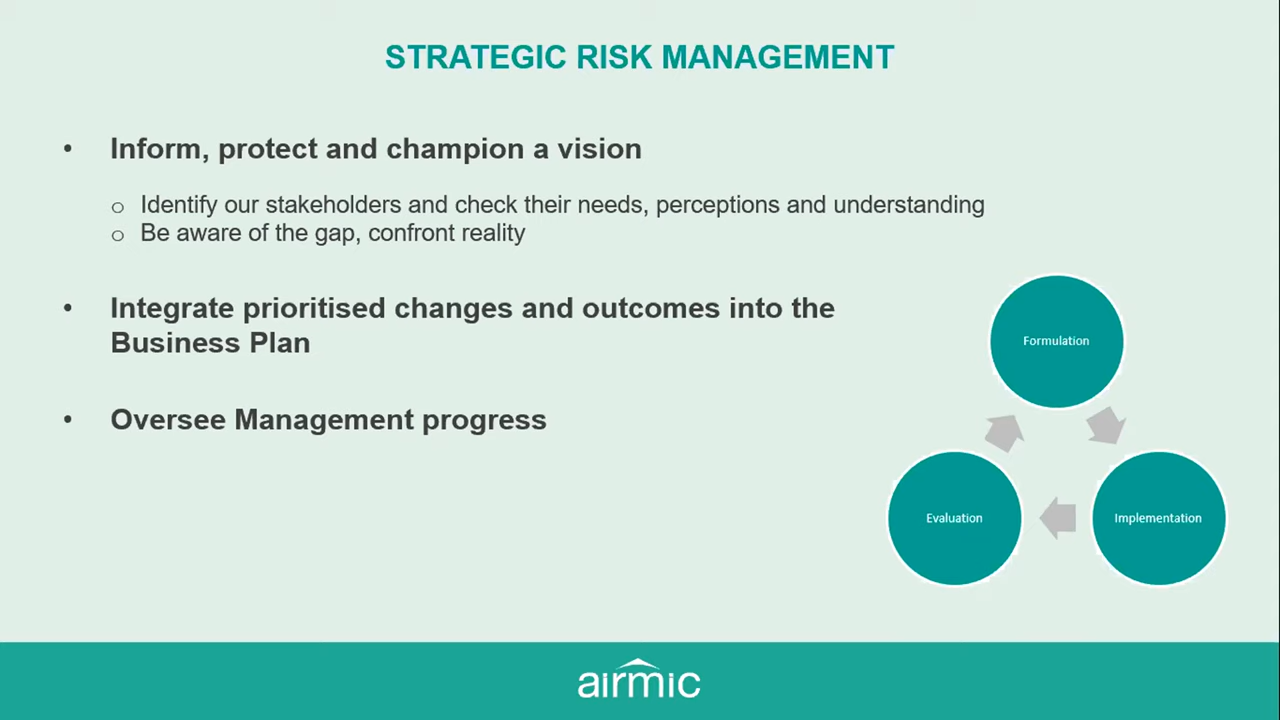 STRATEGIC RISK MANAGEMENT
• Inform, protect and champion a vision
o Identify our stakeholders and check their needs, perceptions and understanding
o Be aware of the gap, confront reality
• Integrate prioritised changes and outcomes into the
Business Plan
• Oversee Management progress
Formulation
Implementation
Evaluation
airmic